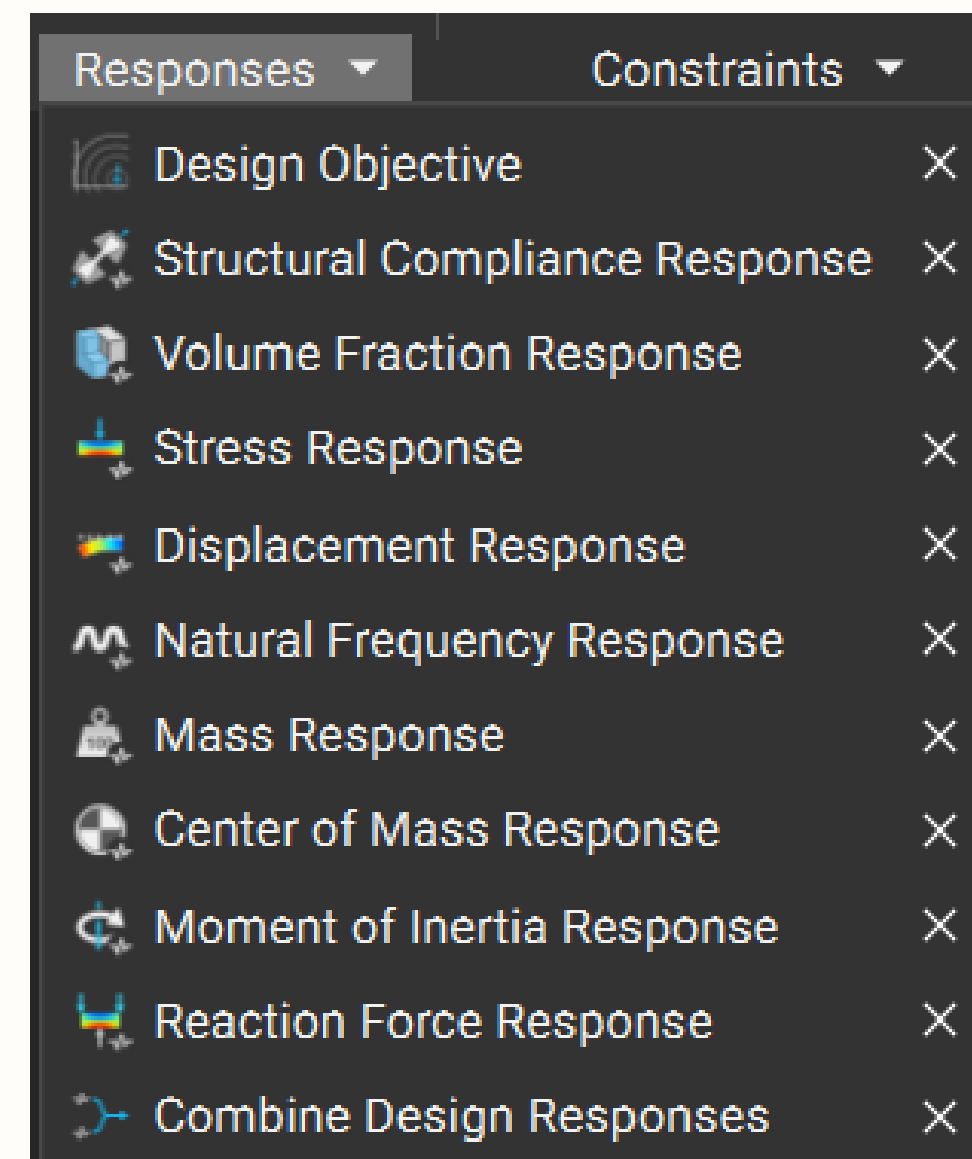 Responses Constraints
Design Objective
Structural Compliance Response
Volume Fraction Response
Stress Response
Displacement Response
Natural Frequency Response
Mass Response
Center of Mass Response
Moment of Inertia Response
Reaction Force Response
Combine Design Responses